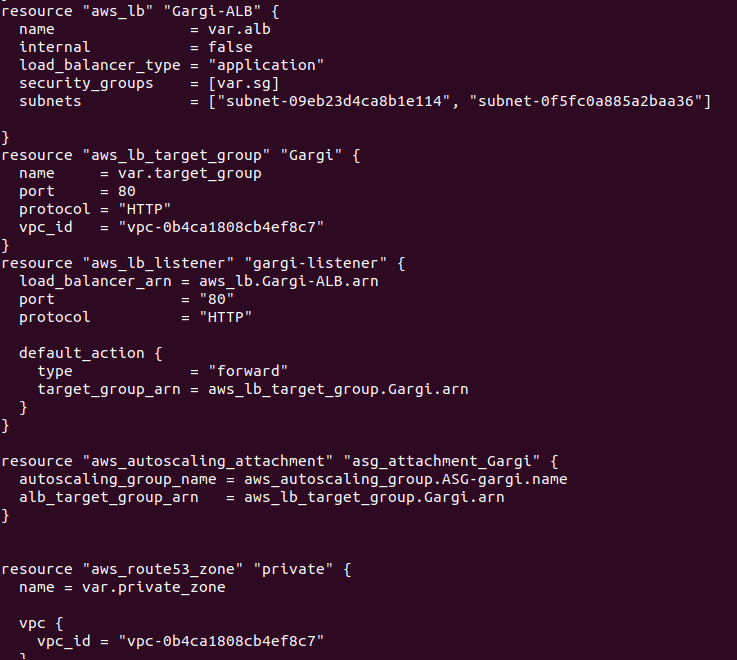 resource "aws_lb" "Gargi-ALB" {
  name               = var.alb
  internal           = false
  load_balancer_type = "application"
  security_groups    = [var.sg]
  subnets            = ["subnet-09eb23d4ca8b1e114", "subnet-0f5fc0a885a2baa36"]

}
resource "aws_lb_target_group" "Gargi" {
  name     = var.target_group
  port     = 80
  protocol = "HTTP"
  vpc_id   = "vpc-0b4ca1808cb4ef8c7"
}
resource "aws_lb_listener" "gargi-listener" {
  load_balancer_arn = aws_lb.Gargi-ALB.arn
  port              = "80"
  protocol          = "HTTP"

  default_action {
    type             = "forward"
    target_group_arn = aws_lb_target_group.Gargi.arn
  }
}

resource "aws_autoscaling_attachment" "asg_attachment_Gargi" {
  autoscaling_group_name = aws_autoscaling_group.ASG-gargi.name
  alb_target_group_arn   = aws_lb_target_group.Gargi.arn
}


resource "aws_route53_zone" "private" {
  name = var.private_zone

  vpc {
    vpc_id = "vpc-0b4ca1808cb4ef8c7"
  }